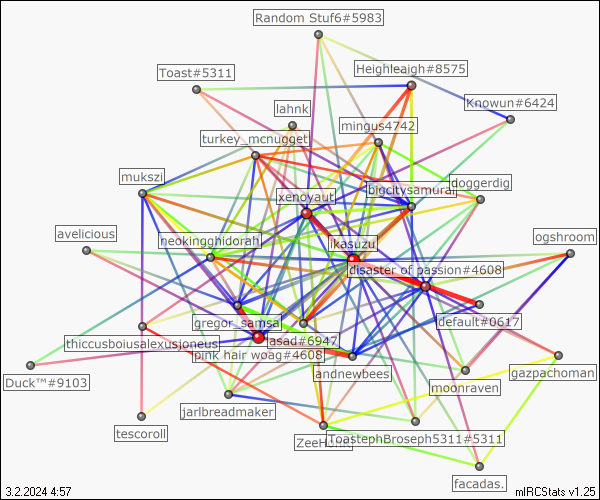 Random Stuf6#5983
Toast#5311
Heighleaigh#8575
Knowun#6424
lahnk
mingus4742
turkey_mcnugget
mukszi
bigcitysamurai
doggerdig
xenoyaut
avelicious
neokingghidorah
ikasuzu
ogshroom
disaster of passion#4608
gregor_samsa
default#0617
thiccusboiusalexusjoneus
asad#6947
pink hair woag#4608
andnewbees
gazpachoman
Duck™#9103
moonraven
jarlbreadmaker
tescoroll
ToastephBroseph5311#5311
facadas.
3.2.2024 4:57
mIRCStats v1.25